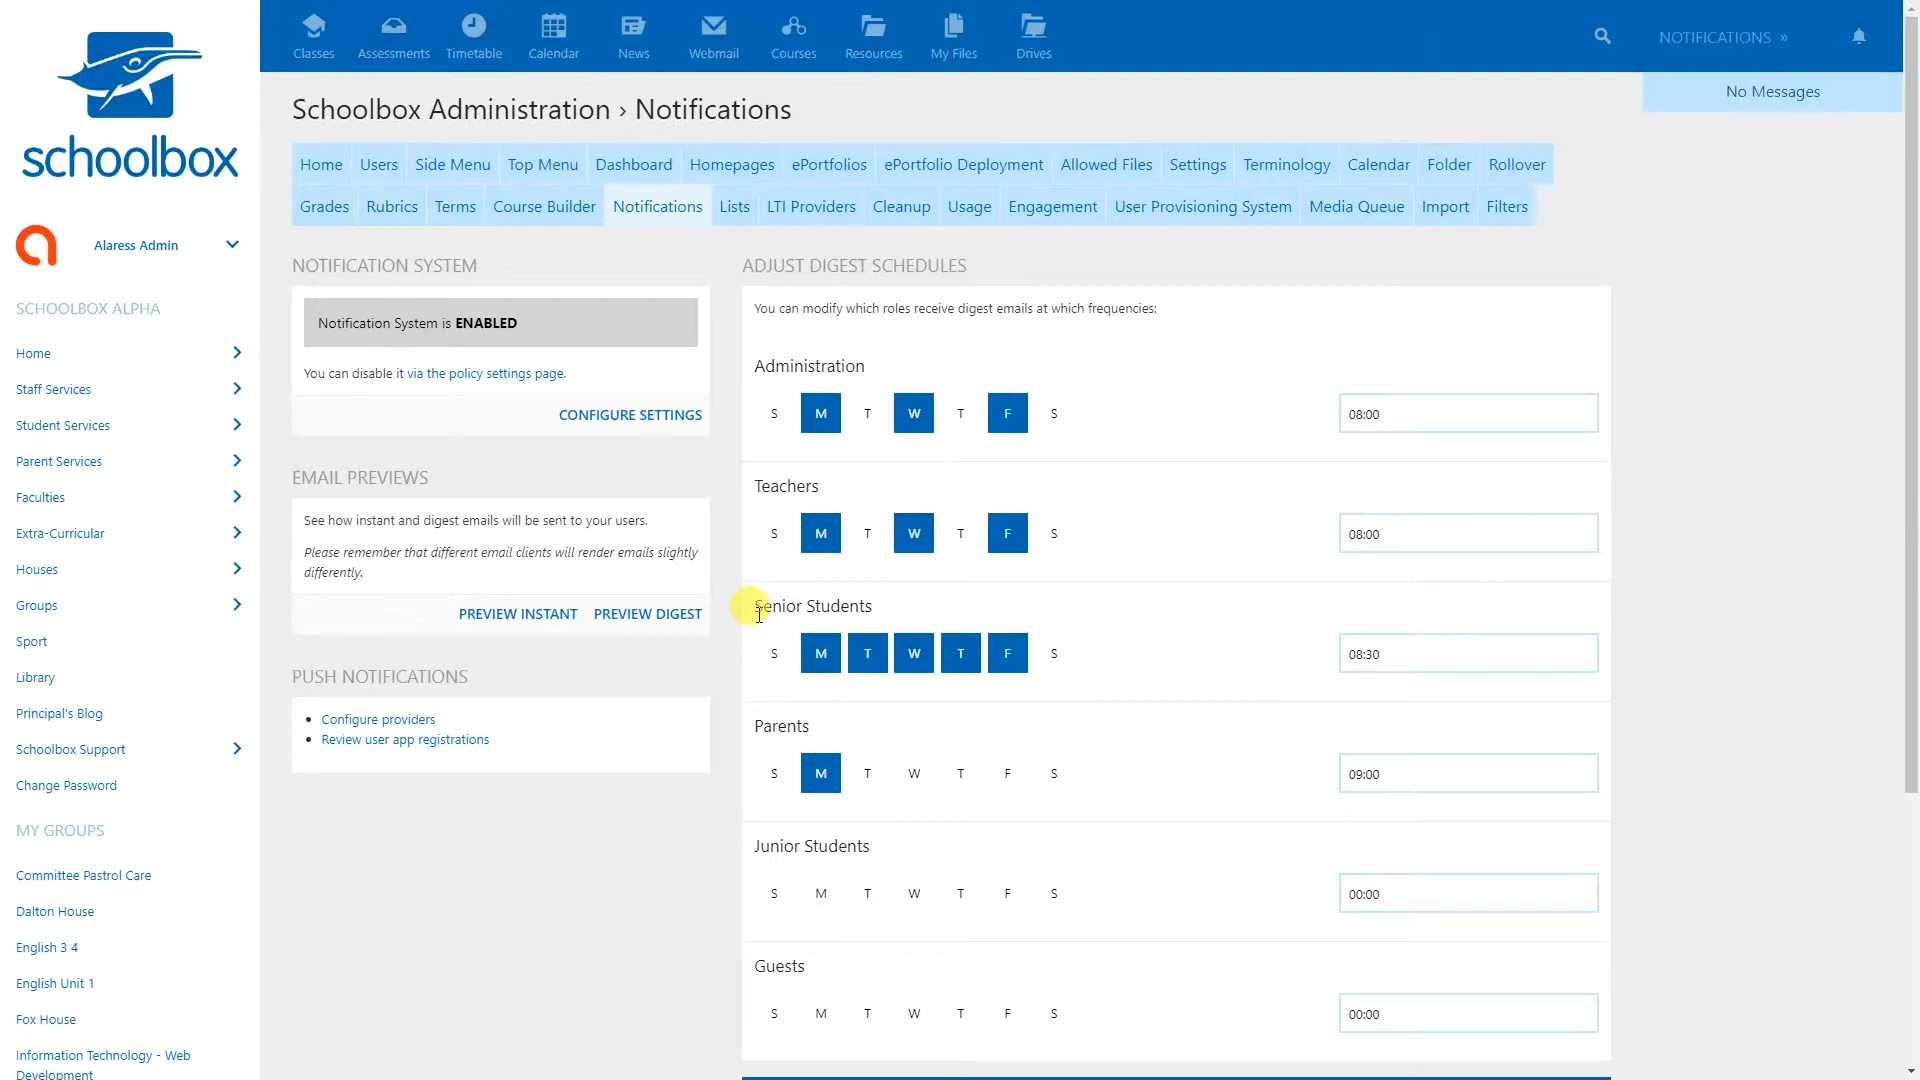 schoolbox
Alaress Admin
SCHOOLBOX ALPHA
Home
Staff Services
Student Services
Parent Services
Faculties
Extra-Curricular
Houses
Groups
Sport
Library
Principal's Blog
Schoolbox Support
Change Password
MY GROUPS
Committee Pastrol Care
Dalton House
English 3 4
English Unit 1
Fox House
Information Technology - Web
Development
Classes Assessments Timetable Calendar News Webmail Courses Resources My Files Drives
NOTIFICATIONS »
No Messages
Schoolbox Administration › Notifications
Home Users Side Menu Top Menu Dashboard Homepages ePortfolios ePortfolio Deployment Allowed Files Settings Terminology Calendar Folder Rollover
Grades Rubrics Terms Course Builder Notifications Lists LTI Providers Cleanup Usage Engagement User Provisioning System Media Queue Import Filters
NOTIFICATION SYSTEM
Notification System is ENABLED
You can disable it via the policy settings page.
CONFIGURE SETTINGS
EMAIL PREVIEWS
See how instant and digest emails will be sent to your users.
Please remember that different email clients will render emails slightly
differently.
PREVIEW INSTANT PREVIEW DIGEST
PUSH NOTIFICATIONS
Configure providers
Review user app registrations
ADJUST DIGEST SCHEDULES
You can modify which roles receive digest emails at which frequencies:
Administration
S M T W T F S 08:00
Teachers
S M T W T F S 08:00
Senior Students
S M T W T F S 08:30
Parents
S M T W T F S 09:00
Junior Students
S M T W T F S 00:00
Guests
S M T W T F S 00:00